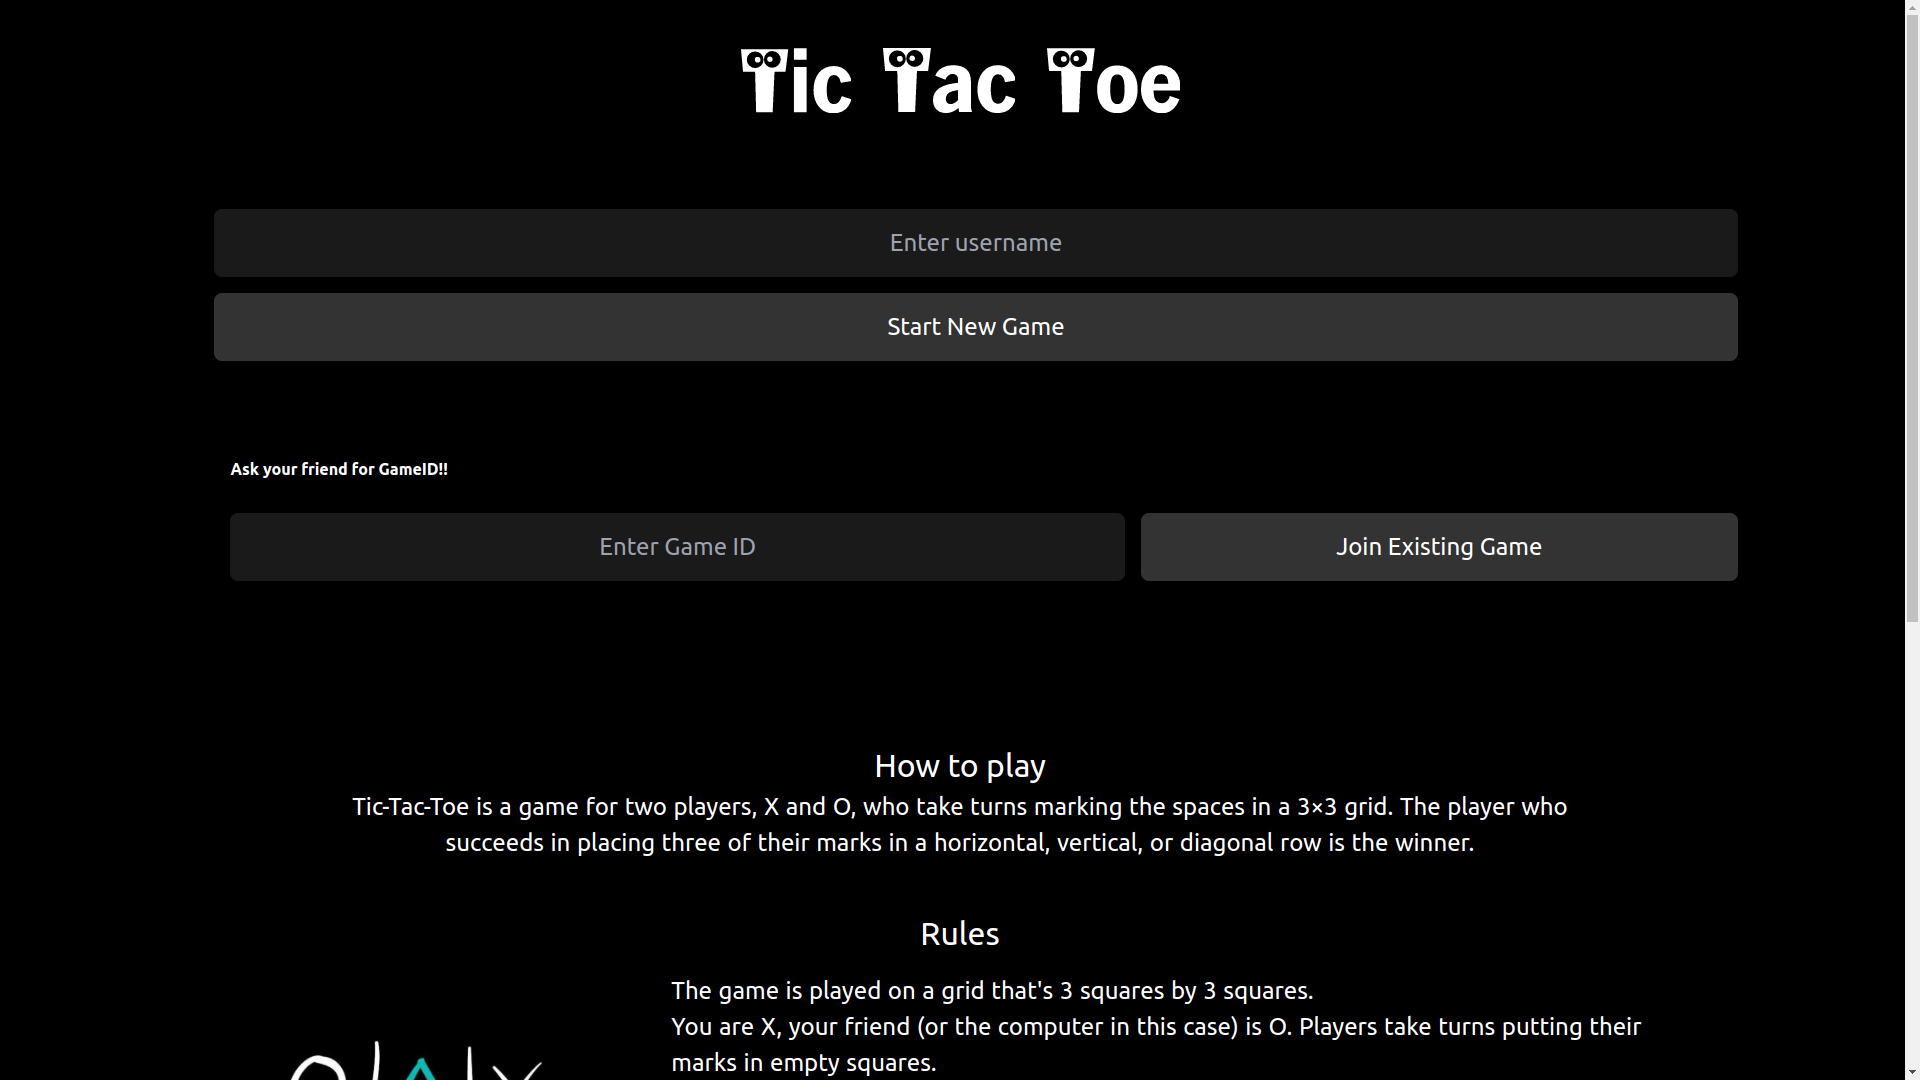 Tic Tac Toe
Enter username
Start New Game
Ask your friend for GameID!!
Enter Game ID
Join Existing Game
How to play
Tic-Tac-Toe is a game for two players, X and O, who take turns marking the spaces in a 3×3 grid. The player who
succeeds in placing three of their marks in a horizontal, vertical, or diagonal row is the winner.
Rules
The game is played on a grid that's 3 squares by 3 squares.
You are X, your friend (or the computer in this case) is O. Players take turns putting their
marks in empty squares.